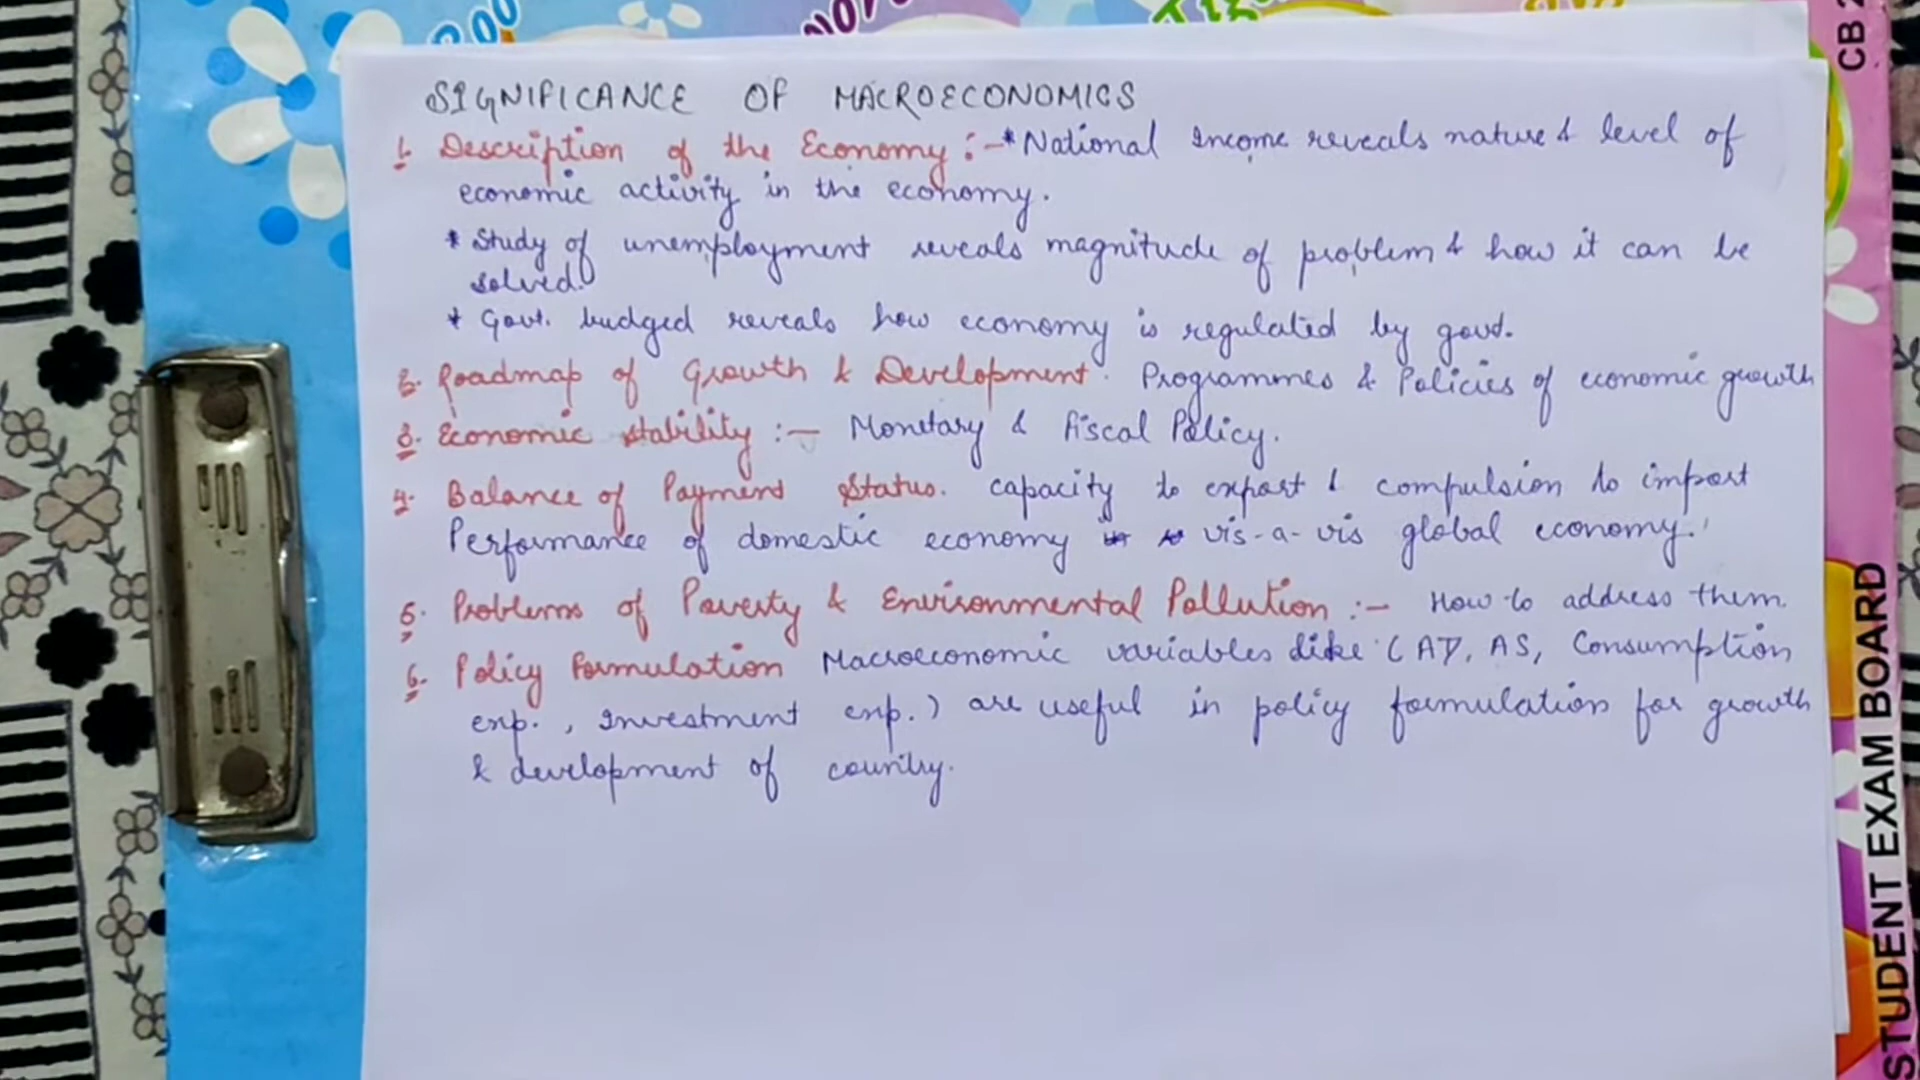 SIGNIFICANCE OF MACROECONOMICS
1. Description of the Economy :- * National Income reveals nature & level of
economic activity in the economy.
* Study of unemployment reveals magnitude of problem & how it can be
solved.
* Govt. budged reveals how economy is regulated by govt.
2. Roadmap of Growth & Development. Programmes & Policies of economic growth
3. Economic stability :- Monetary & Fiscal Policy.
4. Balance of Payment Status. capacity to export & compulsion to import
Performance of domestic economy vis-a-vis global economy.
5. Problems of Poverty & Environmental Pollution :- How to address them.
6. Policy Formulation Macroeconomic variables like (AD, AS, Consumption
exp., Investment exp.) are useful in policy formulation for growth
& development of country.
CB
STUDENT EXAM BOARD